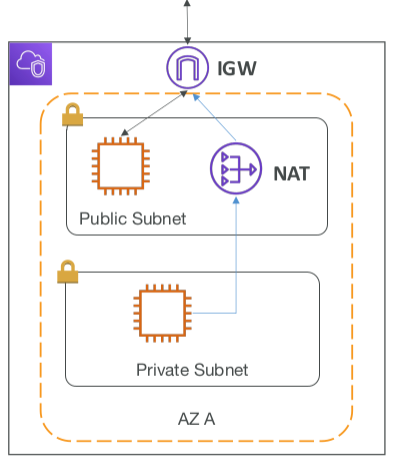 IGW
NAT
Public Subnet
Private Subnet
AZ A